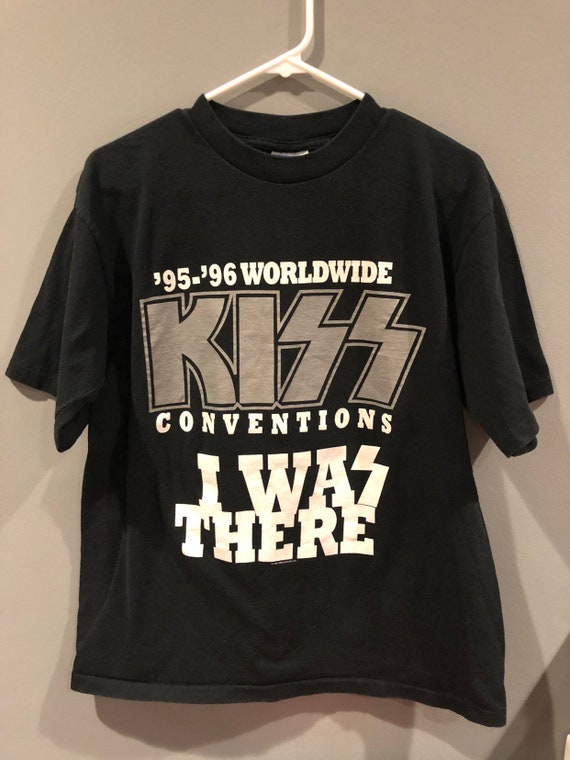 '95-'96 WORLDWIDE
KISS
CONVENTIONS
I WAS
THERE